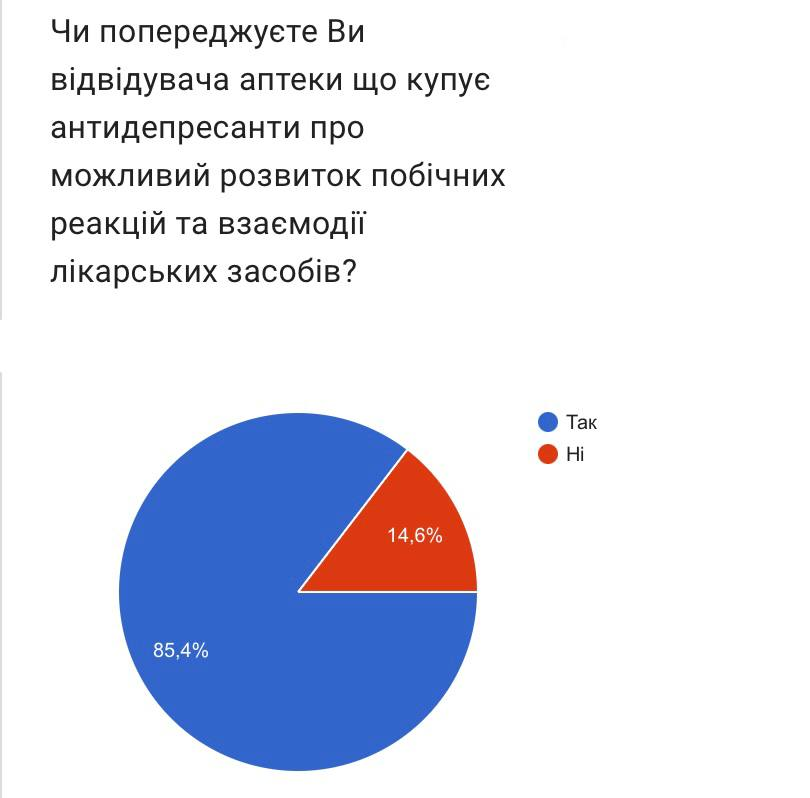 Чи попереджуєте Ви
відвідувача аптеки що купує
антидепресанти про
можливий розвиток побічних
реакцій та взаємодії
лікарських засобів?
Так
Ні
14,6%
85,4%